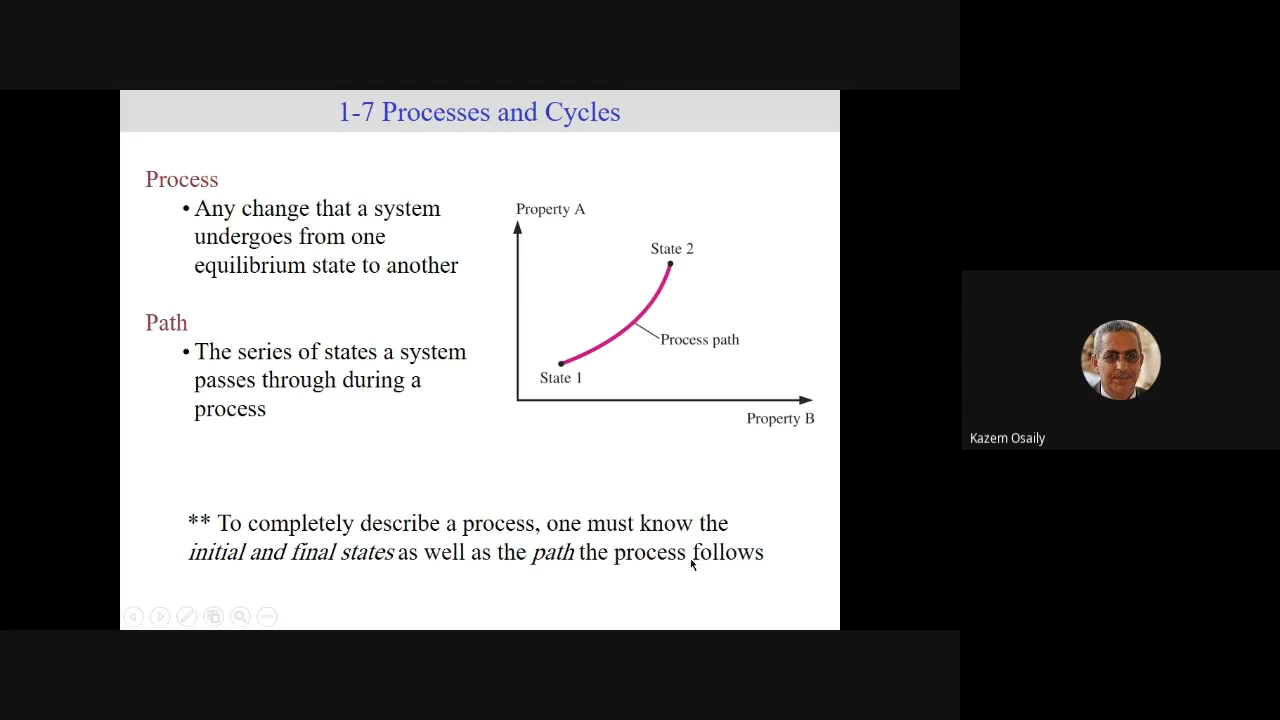 1-7 Processes and Cycles
Process
• Any change that a system
undergoes from one
equilibrium state to another
Path
• The series of states a system
passes through during a
process
Property A
State 2
Process path
State 1
Property B
** To completely describe a process, one must know the
initial and final states as well as the path the process follows
Kazem Osaily